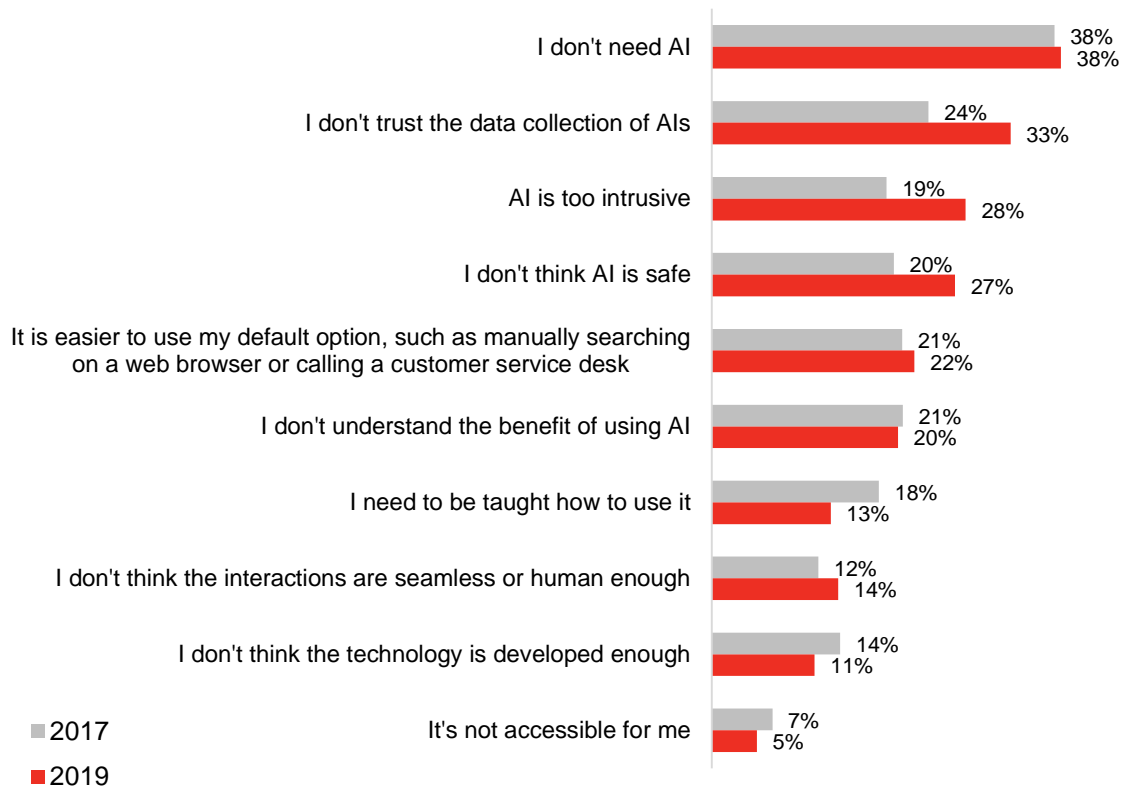 I don't need AI
38%
38%
I don't trust the data collection of AIs
24%
33%
AI is too intrusive
19%
28%
I don't think AI is safe
20%
27%
It is easier to use my default option, such as manually searching
on a web browser or calling a customer service desk
21%
22%
I don't understand the benefit of using AI
21%
20%
I need to be taught how to use it
18%
13%
I don't think the interactions are seamless or human enough
12%
14%
I don't think the technology is developed enough
14%
11%
It's not accessible for me
7%
5%
2017
2019